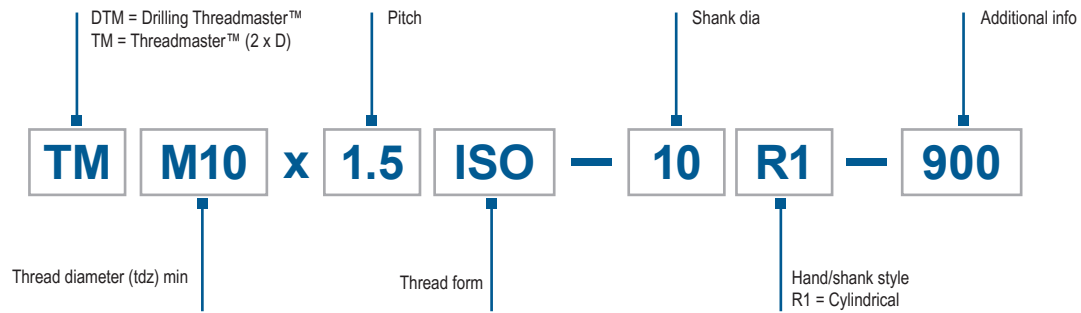 DTM = Drilling Threadmaster™
TM = Threadmaster™ (2 x D)
Pitch
Shank dia
Additional info
TM M10 x 1.5 ISO — 10 R1 — 900
Thread diameter (tdz) min
Thread form
Hand/shank style
R1 = Cylindrical